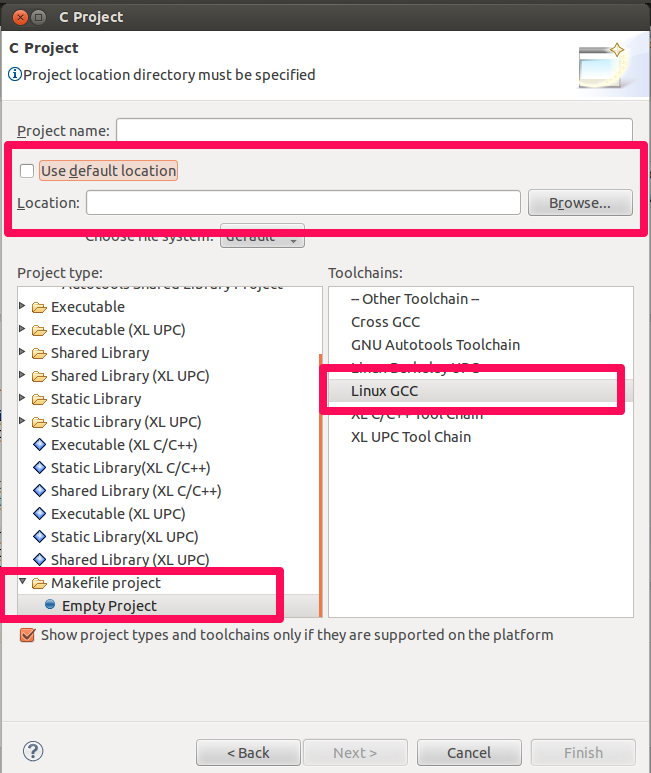 C Project
C Project
Project location directory must be specified
Project name:
Use default location
Location: Browse...
Choose file system: default
Project type: Toolchains:
Autotools Shared Library Project
Executable
Executable (XL UPC)
Shared Library
Shared Library (XL UPC)
Static Library
Static Library (XL UPC)
Executable (XL C/C++)
Static Library(XL C/C++)
Shared Library (XL C/C++)
Executable (XL UPC)
Static Library(XL UPC)
Shared Library (XL UPC)
Makefile project
Empty Project
-- Other Toolchain --
Cross GCC
GNU Autotools Toolchain
Linux Berkeley UPC
Linux GCC
XL C/C++ Tool Chain
XL UPC Tool Chain
Show project types and toolchains only if they are supported on the platform
? < Back Next > Cancel Finish